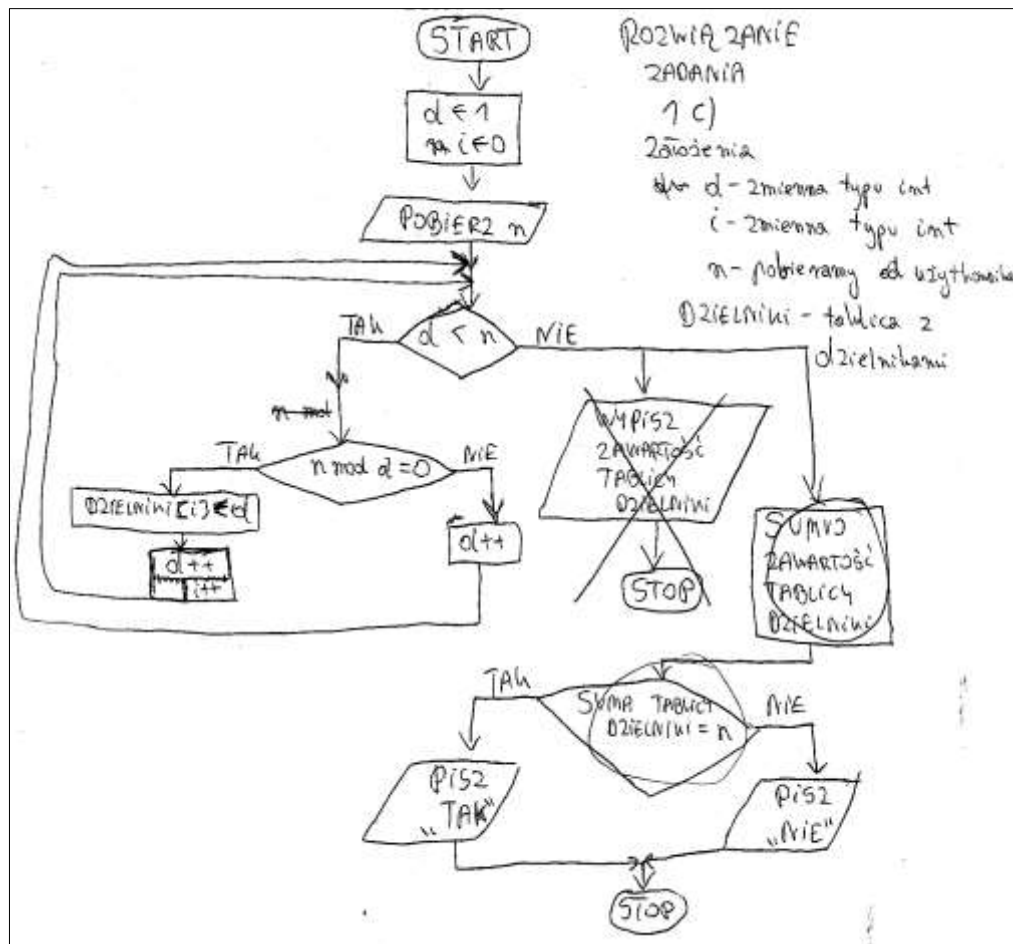 START
ROZWIĄZANIE
ZADANIA
1 c)
Założenia
d - zmienna typu int
i - zmienna typu int
n - pobieramy od użytkownika
DZIELNIKI - tablica z
dzielnikami
d ← 1
i ← 0
POBIERZ n
TAK
d < n
NIE
n mod
TAK
n mod d = 0
NIE
DZIELNIKI [i] ← d
d++
i++
d++
WYPISZ
ZAWARTOŚĆ
TABLICY
DZIELNIKI
STOP
SUMUJ
ZAWARTOŚĆ
TABLICY
DZIELNIKI
TAK
SUMA TABLICY
DZIELNIKI = n
NIE
PISZ
„TAK"
PISZ
„NIE"
STOP